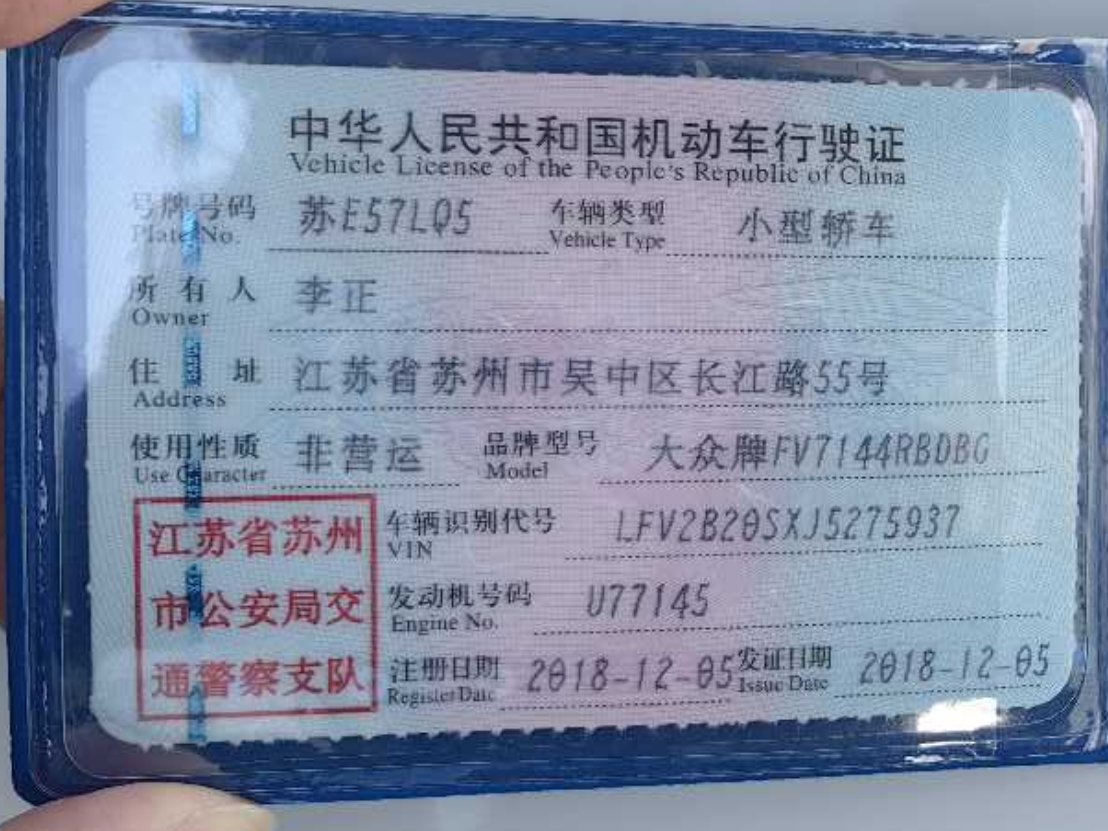 中华人民共和国机动车行驶证
Vehicle License of the People's Republic of China
号牌号码 苏E57LQ5 车辆类型 小型轿车
Plate No. Vehicle Type
所有人 李正
Owner
住址 江苏省苏州市吴中区长江路55号
Address
使用性质 非营运 品牌型号 大众牌FV7144RBDBG
Use Character Model
江苏省苏州 车辆识别代号 LFV2B20SXJ5275937
VIN
市公安局交 发动机号码 U77145
Engine No.
通警察支队 注册日期 2018-12-05 发证日期 2018-12-05
Register Date Issue Date